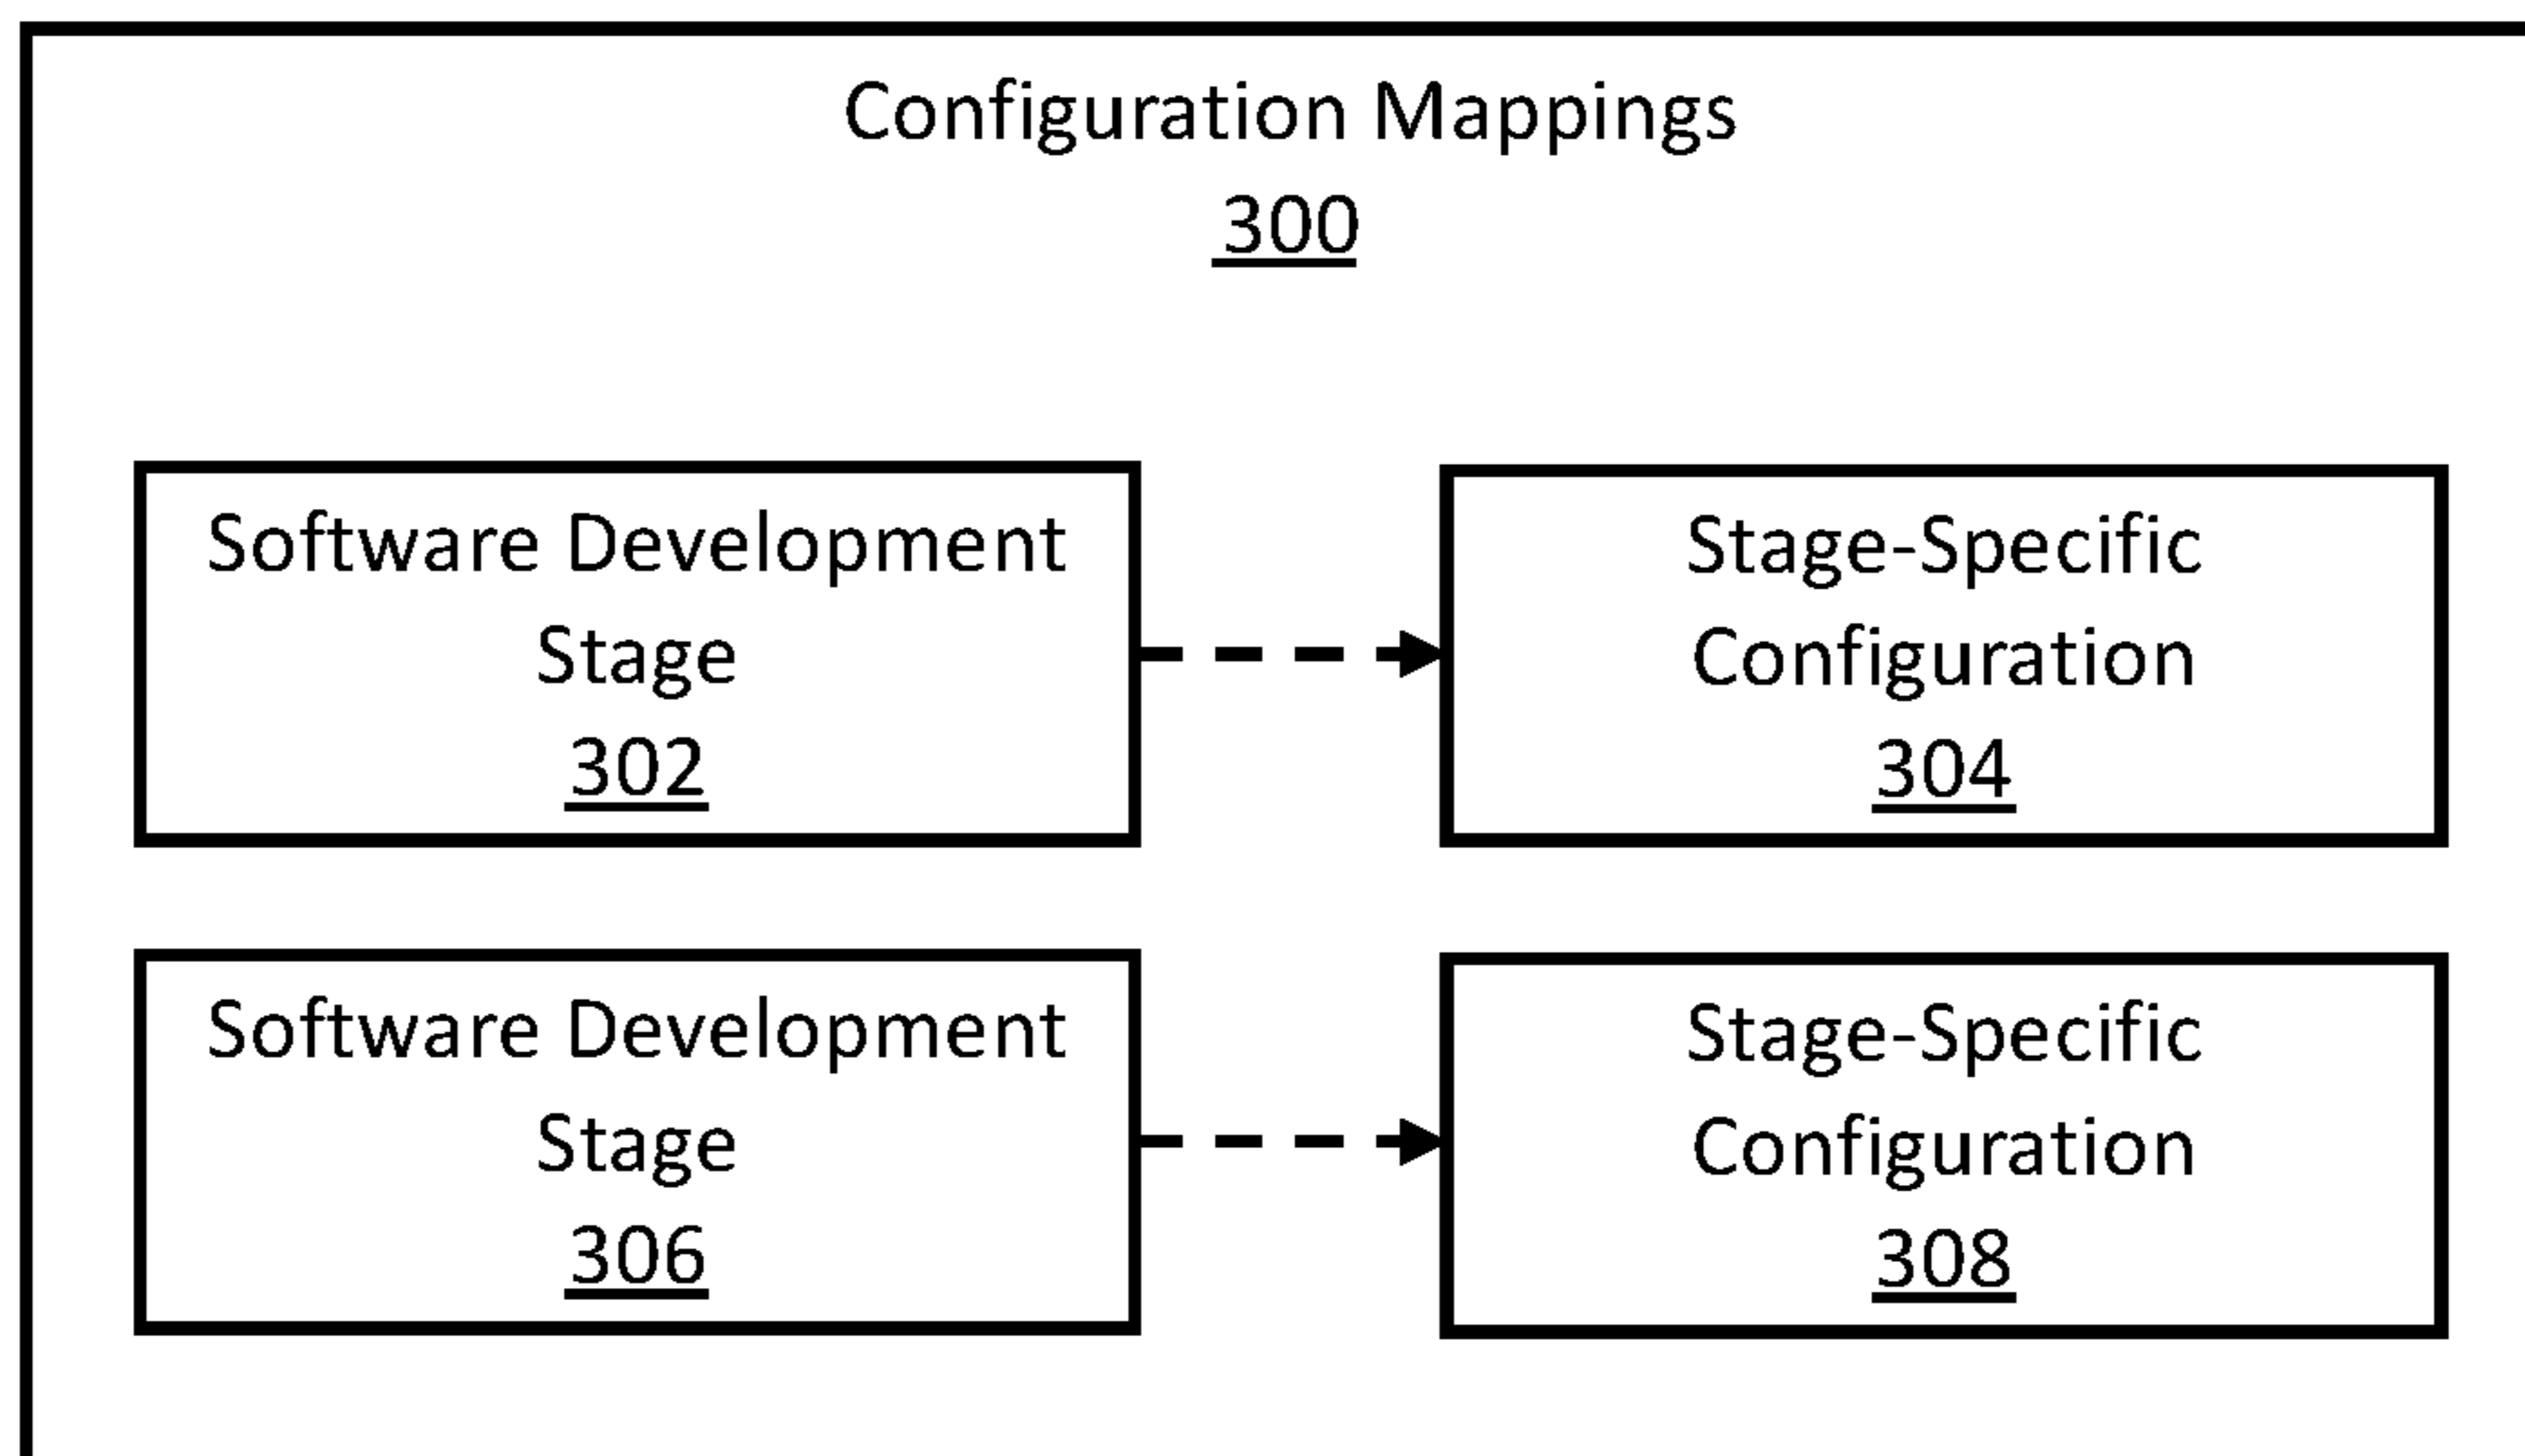 Configuration Mappings
300
Software Development
Stage
302
Stage-Specific
Configuration
304
Software Development
Stage
306
Stage-Specific
Configuration
308